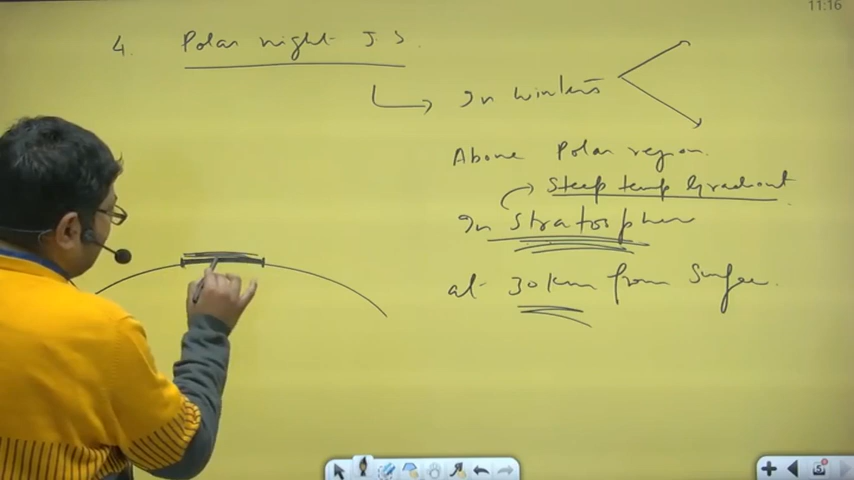 11:16
4. Polar night J.S.
In winters
Above Polar region.
Steep temp Gradient
In Stratosphere
at 30km from Surface.
5